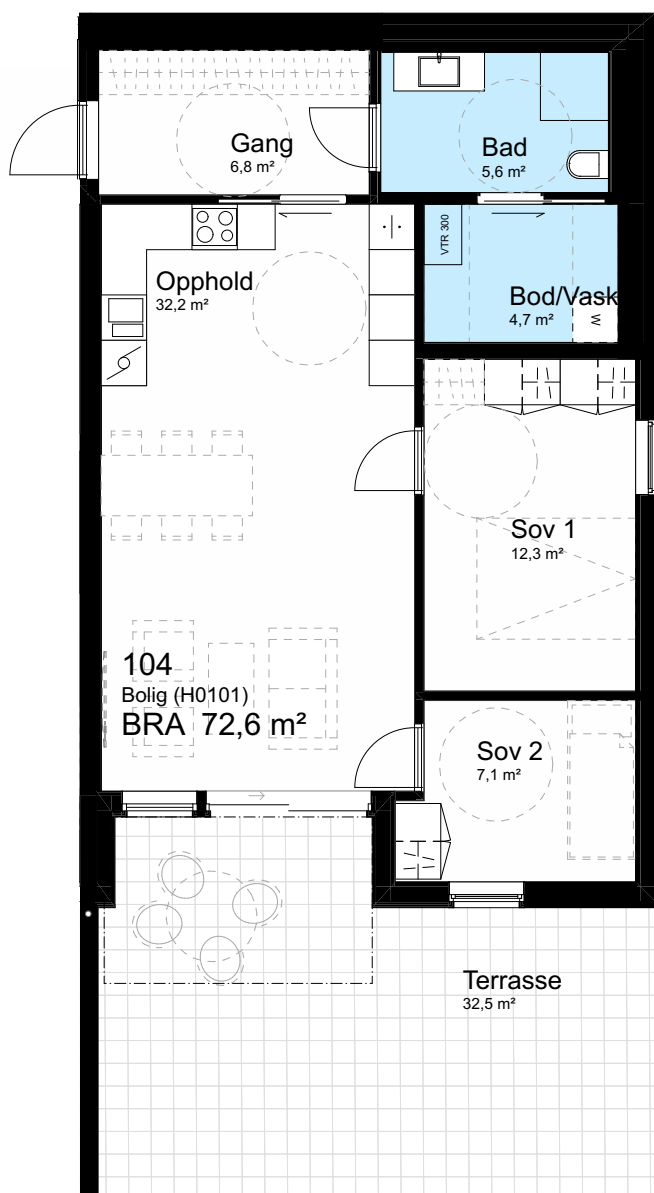 Gang
6,8 m²
Bad
5,6 m²
VTR 300
Opphold
32,2 m²
Bod/Vask
4,7 m²
W
Sov 1
12,3 m²
104
Bolig (H0101)
BRA 72,6 m²
Sov 2
7,1 m²
Terrasse
32,5 m²